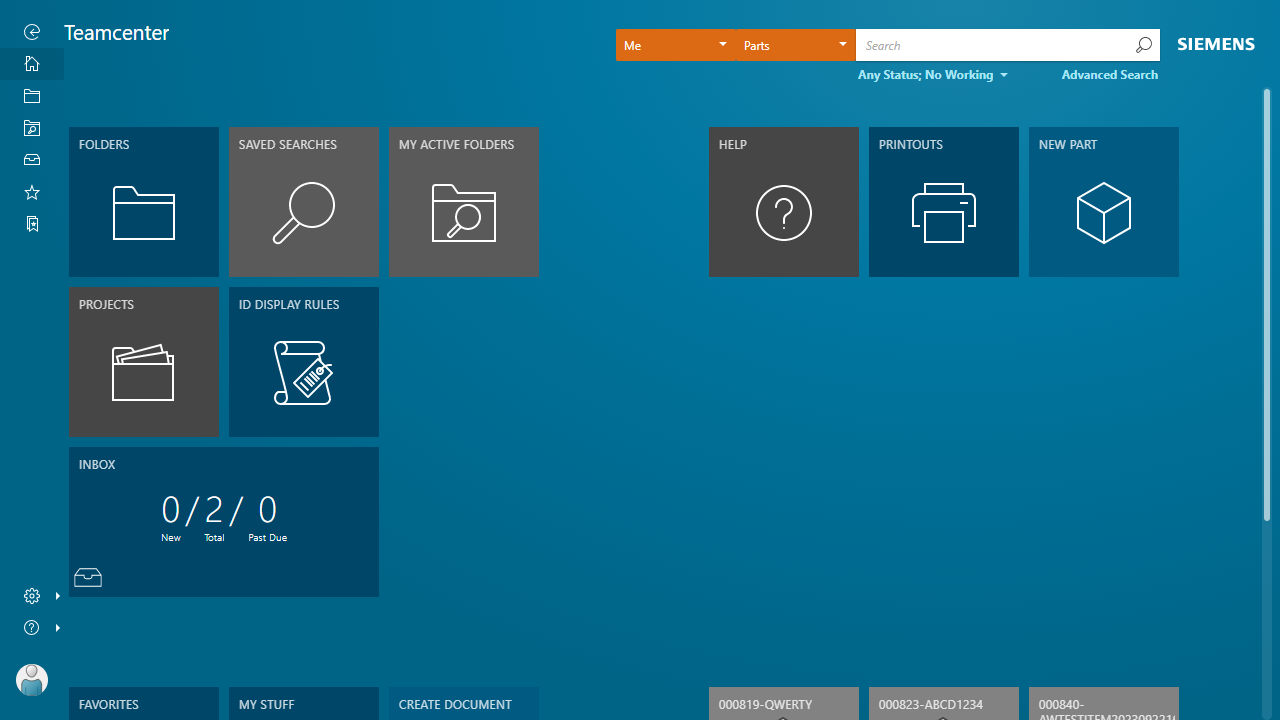 Teamcenter
Me
Parts
Search
SIEMENS
Any Status; No Working
Advanced Search
FOLDERS
SAVED SEARCHES
MY ACTIVE FOLDERS
HELP
PRINTOUTS
NEW PART
PROJECTS
ID DISPLAY RULES
INBOX
0/2/ 0
New Total Past Due
FAVORITES
MY STUFF
CREATE DOCUMENT
000819-QWERTY
000823-ABCD1234
000840-